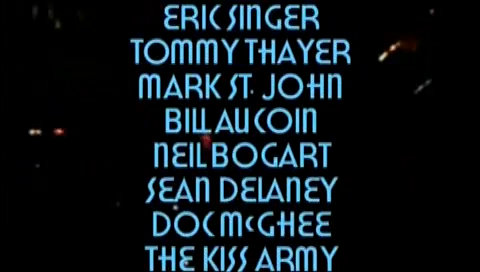 ERIC SINGER
TOMMY THAYER
MARK ST. JOHN
BILL AUCOIN
NEIL BOGART
SEAN DELANEY
DOC McGHEE
THE KISS ARMY